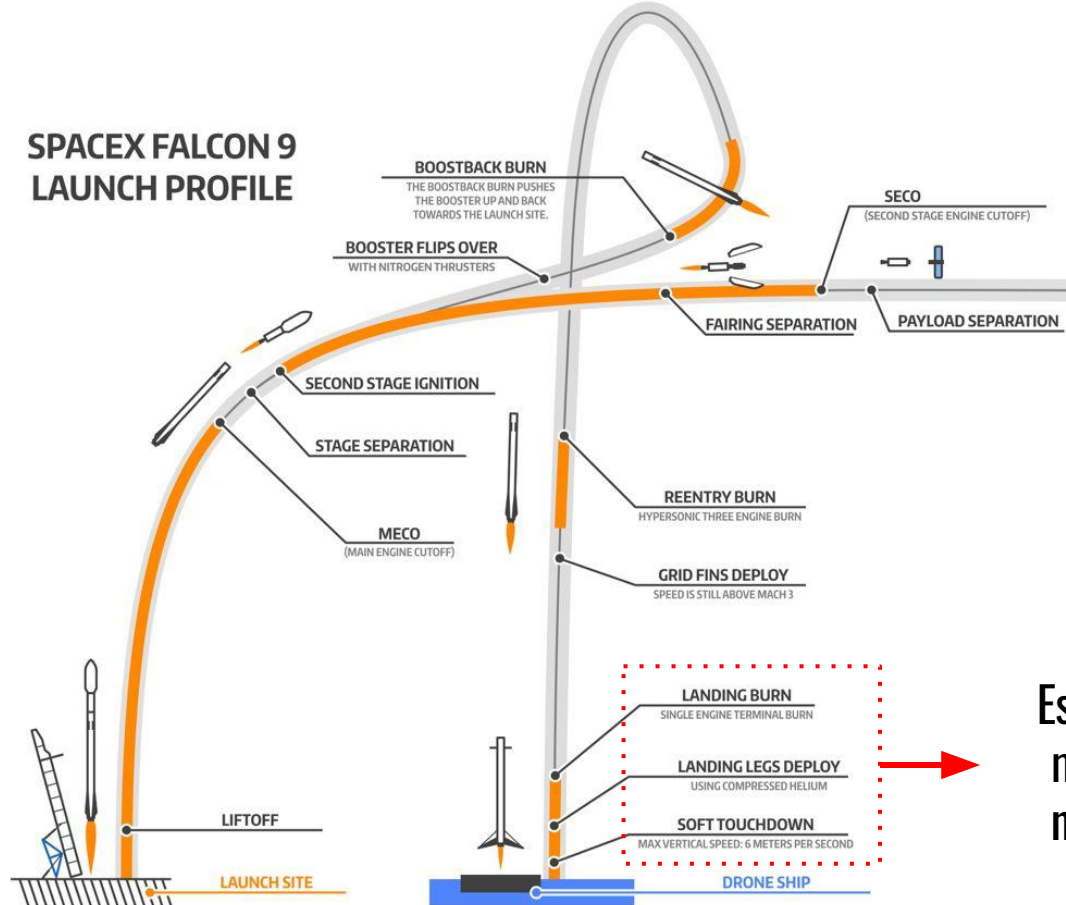 SPACEX FALCON 9
LAUNCH PROFILE
BOOSTBACK BURN
THE BOOSTBACK BURN PUSHES
THE BOOSTER UP AND BACK
TOWARDS THE LAUNCH SITE.
BOOSTER FLIPS OVER
WITH NITROGEN THRUSTERS
SECO
(SECOND STAGE ENGINE CUTOFF)
FAIRING SEPARATION
PAYLOAD SEPARATION
SECOND STAGE IGNITION
STAGE SEPARATION
MECO
(MAIN ENGINE CUTOFF)
REENTRY BURN
HYPERSONIC THREE ENGINE BURN
GRID FINS DEPLOY
SPEED IS STILL ABOVE MACH 3
LANDING BURN
SINGLE ENGINE TERMINAL BURN
LANDING LEGS DEPLOY
USING COMPRESSED HELIUM
SOFT TOUCHDOWN
MAX VERTICAL SPEED: 6 METERS PER SECOND
LIFTOFF
LAUNCH SITE
DRONE SHIP